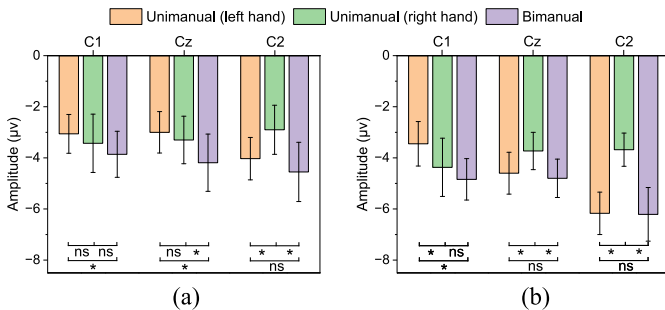 Unimanual (left hand) Unimanual (right hand) Bimanual
C1 Cz C2 C1 Cz C2
0 0
−2 −2
−4 −4
−6 −6
−8 −8
Amplitude (μv) Amplitude (μv)
ns ns ns * * * * ns * * * *
* * ns * ns ns
(a) (b)